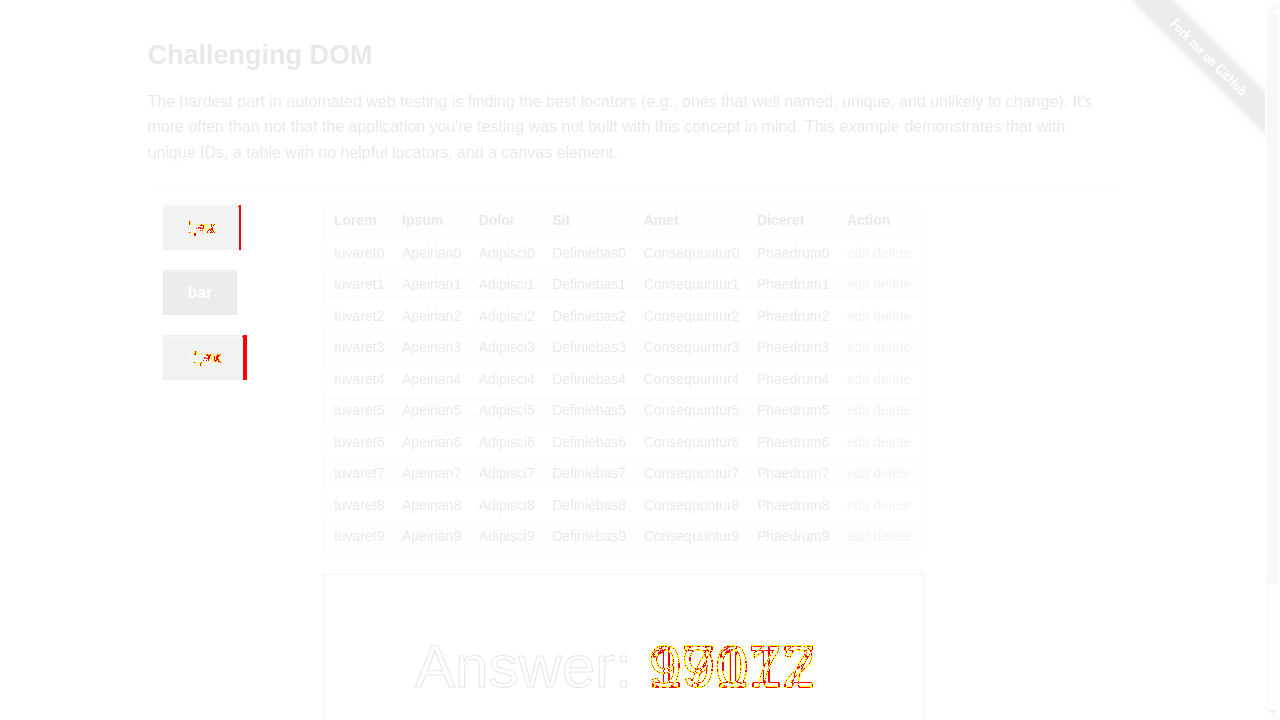 Fork me on GitHub
Challenging DOM
The hardest part in automated web testing is finding the best locators (e.g., ones that well named, unique, and unlikely to change). It's
more often than not that the application you're testing was not built with this concept in mind. This example demonstrates that with
unique IDs, a table with no helpful locators, and a canvas element.
bar
Lorem Ipsum Dolor Sit Amet Diceret Action
Iuvaret0 Apeirian0 Adipisci0 Definiebas0 Consequuntur0 Phaedrum0 edit delete
Iuvaret1 Apeirian1 Adipisci1 Definiebas1 Consequuntur1 Phaedrum1 edit delete
Iuvaret2 Apeirian2 Adipisci2 Definiebas2 Consequuntur2 Phaedrum2 edit delete
Iuvaret3 Apeirian3 Adipisci3 Definiebas3 Consequuntur3 Phaedrum3 edit delete
Iuvaret4 Apeirian4 Adipisci4 Definiebas4 Consequuntur4 Phaedrum4 edit delete
Iuvaret5 Apeirian5 Adipisci5 Definiebas5 Consequuntur5 Phaedrum5 edit delete
Iuvaret6 Apeirian6 Adipisci6 Definiebas6 Consequuntur6 Phaedrum6 edit delete
Iuvaret7 Apeirian7 Adipisci7 Definiebas7 Consequuntur7 Phaedrum7 edit delete
Iuvaret8 Apeirian8 Adipisci8 Definiebas8 Consequuntur8 Phaedrum8 edit delete
Iuvaret9 Apeirian9 Adipisci9 Definiebas9 Consequuntur9 Phaedrum9 edit delete
Answer: